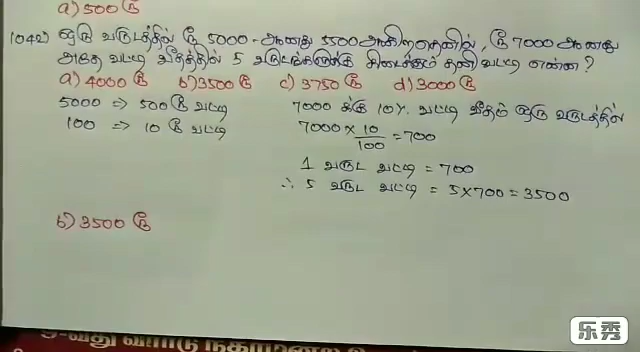 a) 500 ரூ
1042) ஒரு வருடத்தில் ரூ 5000-ஆனது 5500 ஆகிறதெனில், ரூ 7000 ஆனது
அதே வட்டி வீதத்தில் 5 வருடங்களுக்கு கிடைக்கும் தனிவட்டி என்ன?
a) 4000 ரூ b) 3500 ரூ c) 3750 ரூ d) 3000 ரூ
5000 => 500 ரூ வட்டி
100 => 10 ரூ வட்டி
7000 க்கு 10% வட்டி வீதம் ஒரு வருடத்தின்
7000 × 10/100 = 700
1 வருட வட்டி = 700
∴ 5 வருட வட்டி = 5×700 = 3500
b) 3500 ரூ
乐秀